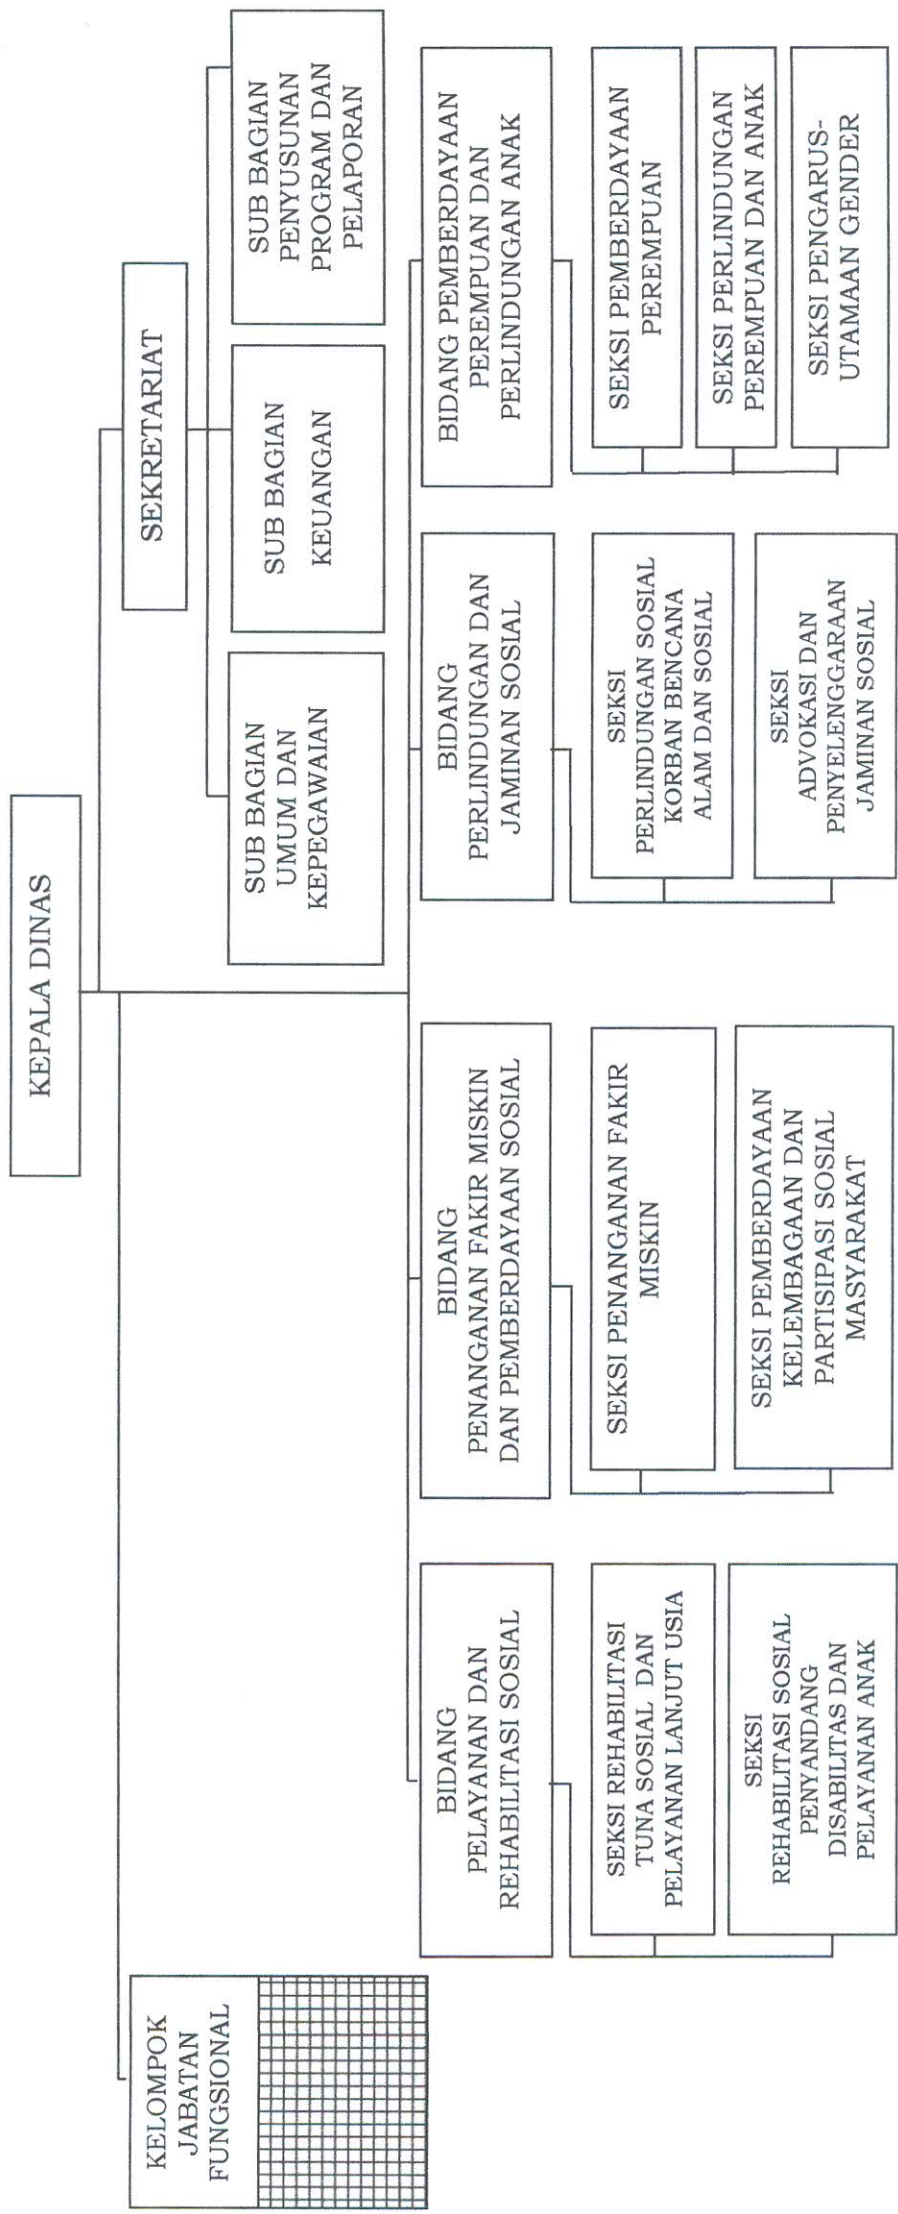 KEPALA DINAS
KELOMPOK
JABATAN
FUNGSIONAL
SEKRETARIAT
SUB BAGIAN
UMUM DAN
KEPEGAWAIAN
SUB BAGIAN
KEUANGAN
SUB BAGIAN
PENYUSUNAN
PROGRAM DAN
PELAPORAN
BIDANG
PELAYANAN DAN
REHABILITASI SOSIAL
SEKSI REHABILITASI
TUNA SOSIAL DAN
PELAYANAN LANJUT USIA
SEKSI
REHABILITASI SOSIAL
PENYANDANG
DISABILITAS DAN
PELAYANAN ANAK
BIDANG
PENANGANAN FAKIR MISKIN
DAN PEMBERDAYAAN SOSIAL
SEKSI PENANGANAN FAKIR
MISKIN
SEKSI PEMBERDAYAAN
KELEMBAGAAN DAN
PARTISIPASI SOSIAL
MASYARAKAT
BIDANG
PERLINDUNGAN DAN
JAMINAN SOSIAL
SEKSI
PERLINDUNGAN SOSIAL
KORBAN BENCANA
ALAM DAN SOSIAL
SEKSI
ADVOKASI DAN
PENYELENGGARAAN
JAMINAN SOSIAL
BIDANG PEMBERDAYAAN
PEREMPUAN DAN
PERLINDUNGAN ANAK
SEKSI PEMBERDAYAAN
PEREMPUAN
SEKSI PERLINDUNGAN
PEREMPUAN DAN ANAK
SEKSI PENGARUS-
UTAMAAN GENDER